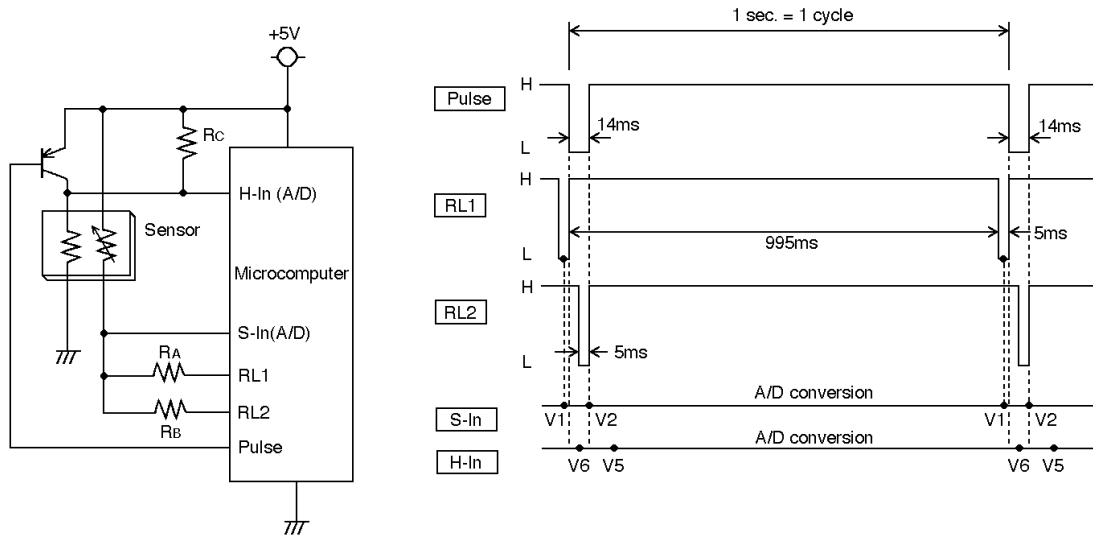 +5V
RC
H-In (A/D)
Sensor
Microcomputer
S-In(A/D)
RA
RL1
RL2
RB
Pulse
1 sec. = 1 cycle
Pulse
H
L
14ms
14ms
RL1
H
L
995ms
5ms
RL2
H
L
5ms
A/D conversion
S-In
V1
V2
V1
V2
A/D conversion
H-In
V6
V5
V6
V5